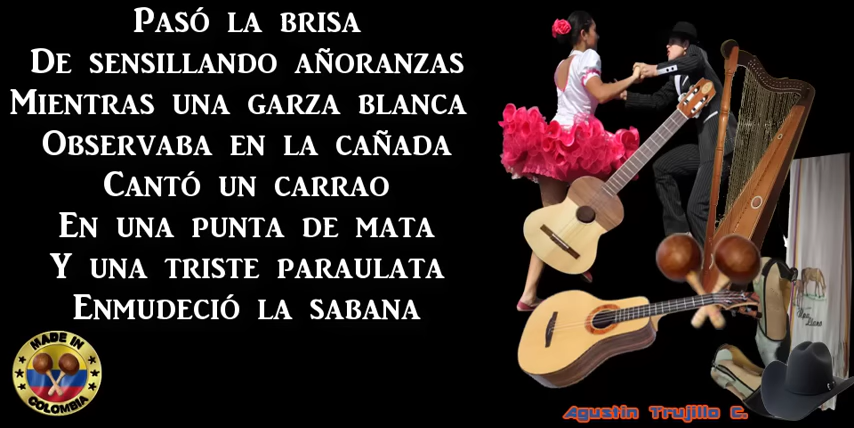 Pasó la brisa
De sensillando añoranzas
Mientras una garza blanca
Observaba en la cañada
Cantó un carrao
En una punta de mata
Y una triste paraulata
Enmudeció la sabana
MADE IN
COLOMBIA
Agustin Trujillo C.